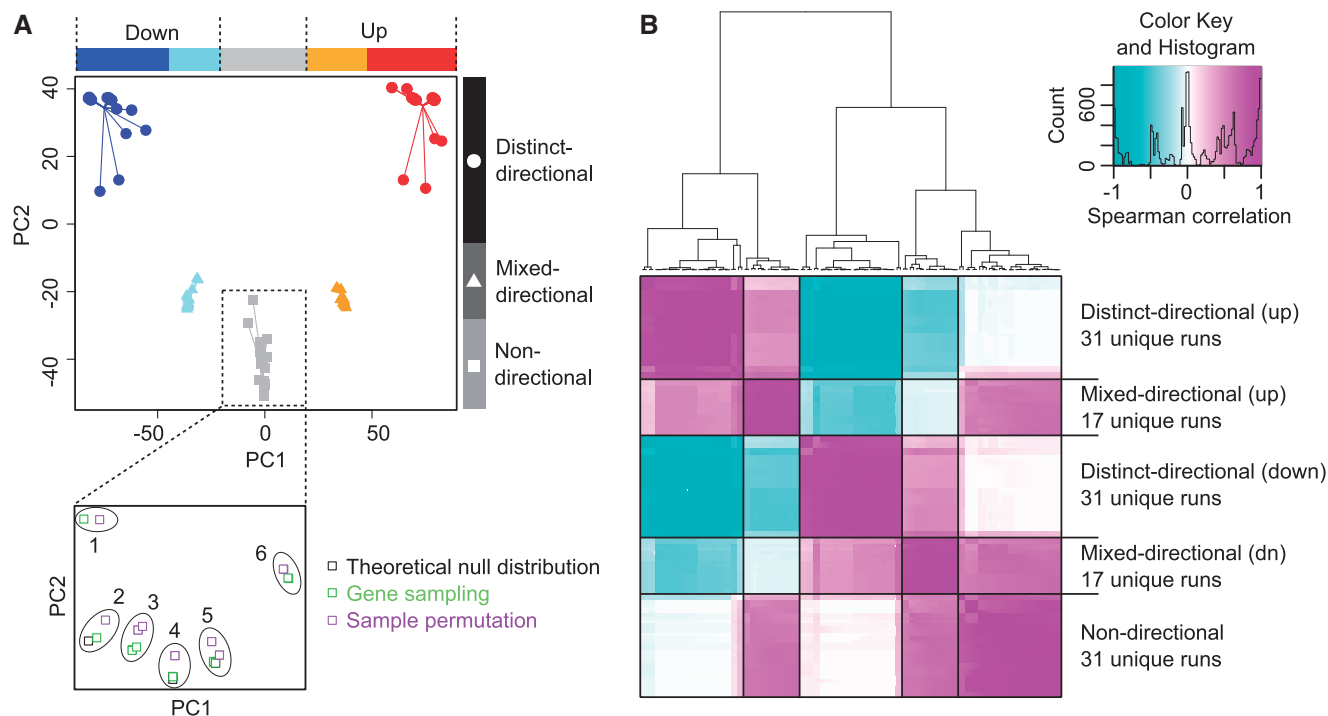 A
Down
Up
40
20
0
-20
-40
PC2
-50
0
50
PC1
Distinct-
directional
Mixed-
directional
Non-
directional
1
2
3
4
5
6
PC2
PC1
Theoretical null distribution
Gene sampling
Sample permutation
B
Color Key
and Histogram
Count
600
0
-1
0
1
Spearman correlation
Distinct-directional (up)
31 unique runs
Mixed-directional (up)
17 unique runs
Distinct-directional (down)
31 unique runs
Mixed-directional (dn)
17 unique runs
Non-directional
31 unique runs